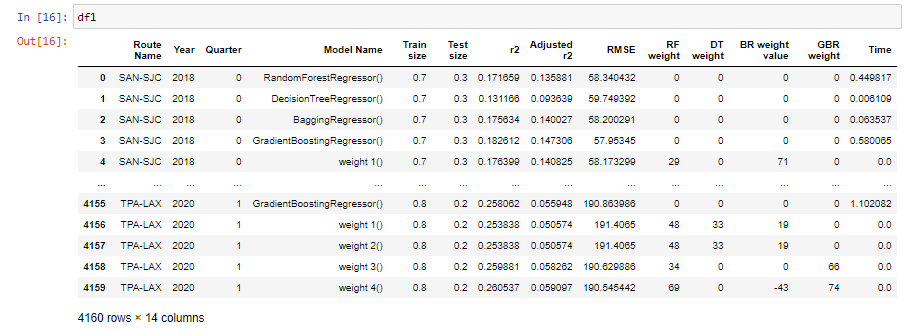 In [16]: df1
Out[16]:
Route Name Year Quarter Model Name Train size Test size r2 Adjusted r2 RMSE RF weight DT weight BR weight value GBR weight Time
0 SAN-SJC 2018 0 RandomForestRegressor() 0.7 0.3 0.171659 0.135881 58.340432 0 0 0 0 0.449817
1 SAN-SJC 2018 0 DecisionTreeRegressor() 0.7 0.3 0.131166 0.093639 59.749392 0 0 0 0 0.006109
2 SAN-SJC 2018 0 BaggingRegressor() 0.7 0.3 0.175634 0.140027 58.200291 0 0 0 0 0.063537
3 SAN-SJC 2018 0 GradientBoostingRegressor() 0.7 0.3 0.182612 0.147306 57.95345 0 0 0 0 0.580065
4 SAN-SJC 2018 0 weight 1() 0.7 0.3 0.176399 0.140825 58.173299 29 0 71 0 0.0
... ... ... ... ... ... ... ... ... ... ... ... ... ... ...
4155 TPA-LAX 2020 1 GradientBoostingRegressor() 0.8 0.2 0.258062 0.055948 190.863986 0 0 0 0 1.102082
4156 TPA-LAX 2020 1 weight 1() 0.8 0.2 0.253838 0.050574 191.4065 48 33 19 0 0.0
4157 TPA-LAX 2020 1 weight 2() 0.8 0.2 0.253838 0.050574 191.4065 48 33 19 0 0.0
4158 TPA-LAX 2020 1 weight 3() 0.8 0.2 0.259881 0.058262 190.629886 34 0 0 66 0.0
4159 TPA-LAX 2020 1 weight 4() 0.8 0.2 0.260537 0.059097 190.545442 69 0 -43 74 0.0
4160 rows × 14 columns